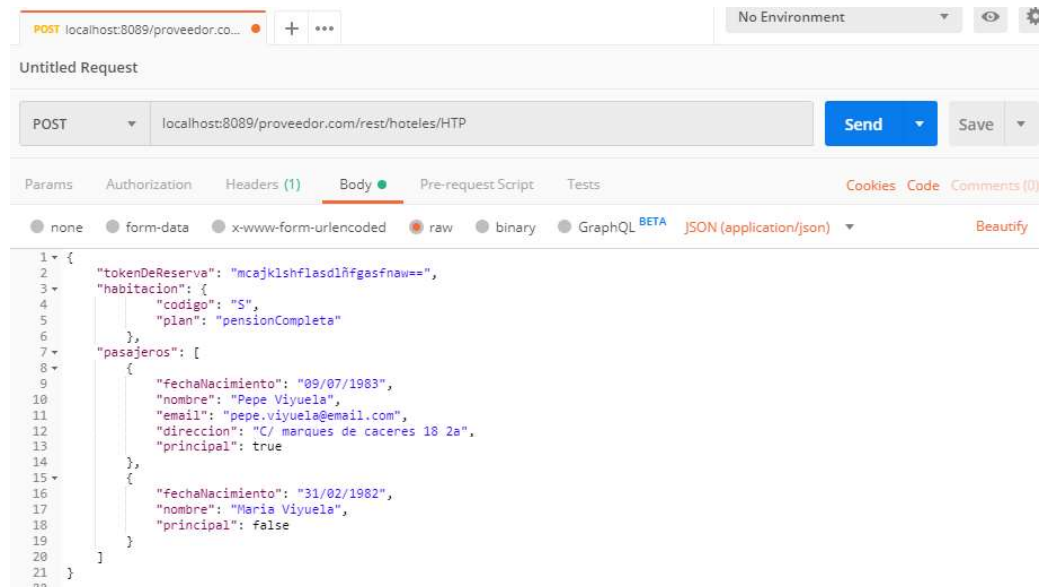 POST localhost:8089/proveedor.co... + ••• No Environment
Untitled Request
POST localhost:8089/proveedor.com/rest/hoteles/HTP Send Save
Params Authorization Headers (1) Body Pre-request Script Tests Cookies Code Comments (0)
none form-data x-www-form-urlencoded raw binary GraphQL BETA JSON (application/json) Beautify
1 {
2 "tokenDeReserva": "mcajklshflasdlñfgasfnaw==",
3 "habitacion": {
4 "codigo": "S",
5 "plan": "pensionCompleta"
6 },
7 "pasajeros": [
8 {
9 "fechaNacimiento": "09/07/1983",
10 "nombre": "Pepe Viyuela",
11 "email": "pepe.viyuela@email.com",
12 "direccion": "C/ marques de caceres 18 2a",
13 "principal": true
14 },
15 {
16 "fechaNacimiento": "31/02/1982",
17 "nombre": "Maria Viyuela",
18 "principal": false
19 }
20 ]
21 }
22